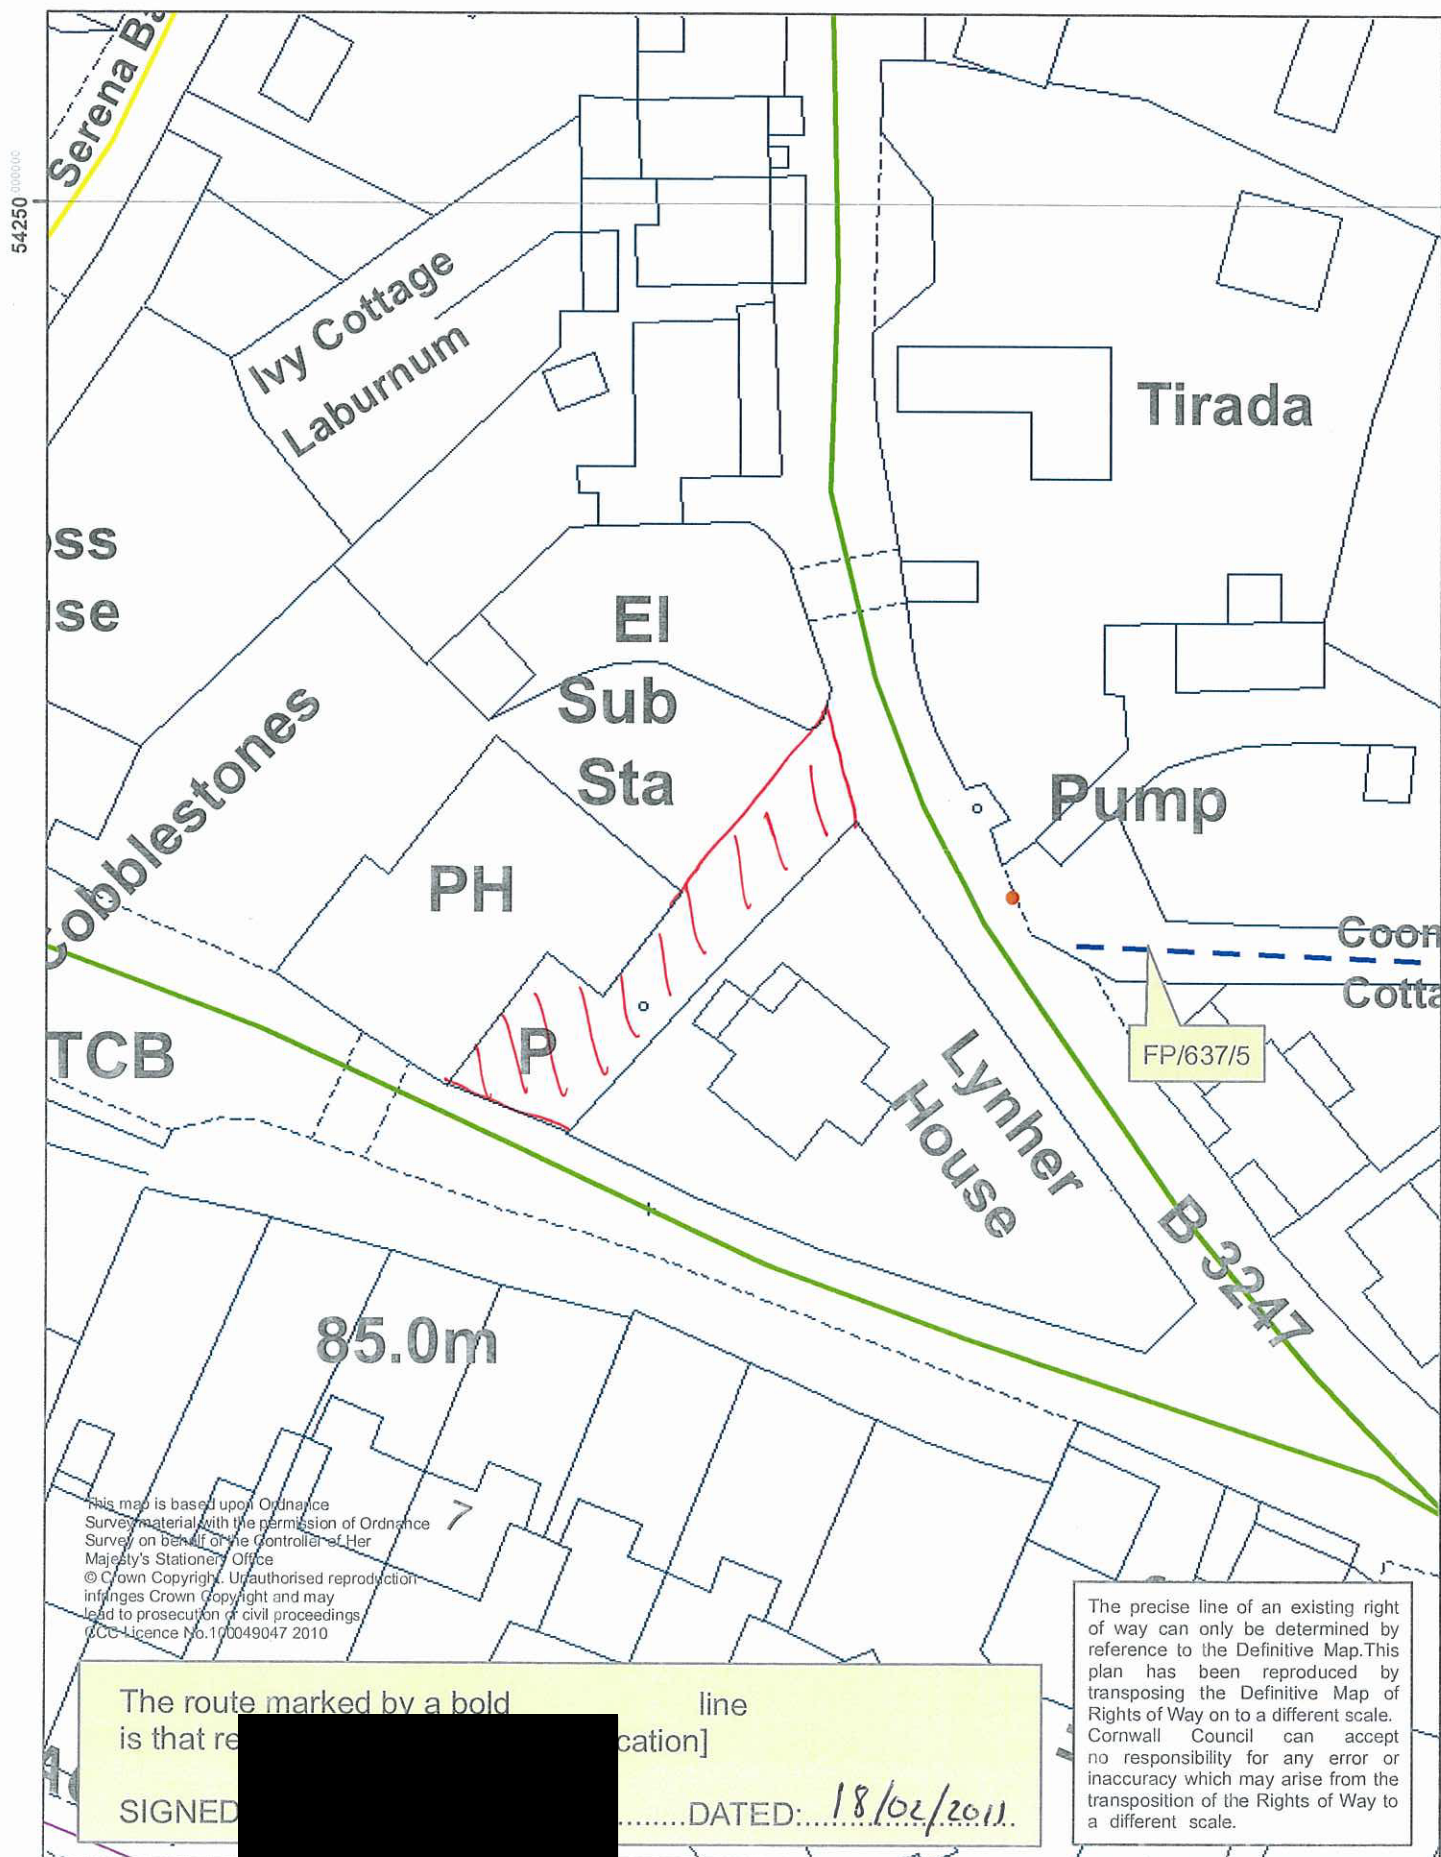 Serena
54250
000000
Ivy Cottage
Laburnum
Tirada
oss
use
El
Sub
Sta
Cobblestones
PH
Pump
Coon
Cotta
FP/637/5
TCB
P
Lynher
House
B 3247
85.0m
This map is based upon Ordnance
Survey material with the permission of Ordnance
Survey on behalf of the Controller of Her
Majesty's Stationery Office
© Crown Copyright. Unauthorised reproduction
infringes Crown Copyright and may
lead to prosecution or civil proceedings
CCC Licence No.100049047 2010
7
The precise line of an existing right
of way can only be determined by
reference to the Definitive Map.This
plan has been reproduced by
transposing the Definitive Map of
Rights of Way on to a different scale.
Cornwall Council can accept
no responsibility for any error or
inaccuracy which may arise from the
transposition of the Rights of Way to
a different scale.
The route marked by a bold line
is that re cation]
SIGNED ........DATED: 18/02/2011